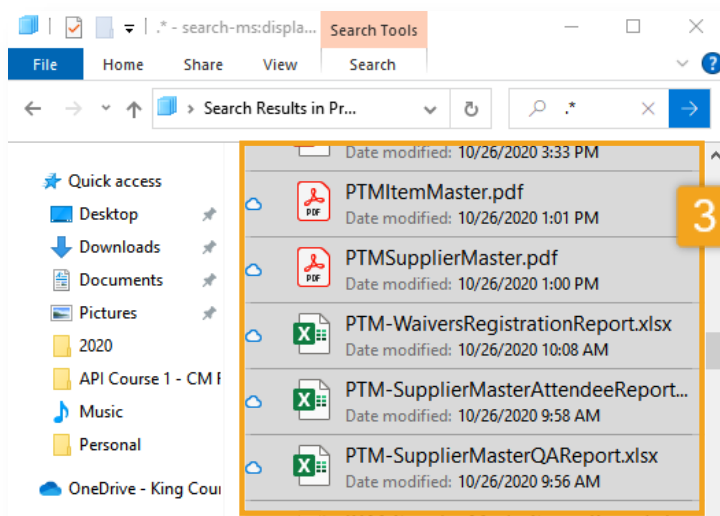 .* - search-ms:displa...
Search Tools
File
Home
Share
View
Search
Search Results in Pr...
.*
Quick access
Desktop
Downloads
Documents
Pictures
2020
API Course 1 - CM F
Music
Personal
OneDrive - King Cour
Date modified: 10/26/2020 3:33 PM
PTMItemMaster.pdf
Date modified: 10/26/2020 1:01 PM
PTMSupplierMaster.pdf
Date modified: 10/26/2020 1:00 PM
PTM-WaiversRegistrationReport.xlsx
Date modified: 10/26/2020 10:08 AM
PTM-SupplierMasterAttendeeReport...
Date modified: 10/26/2020 9:58 AM
PTM-SupplierMasterQAReport.xlsx
Date modified: 10/26/2020 9:56 AM
PDF
PDF
3